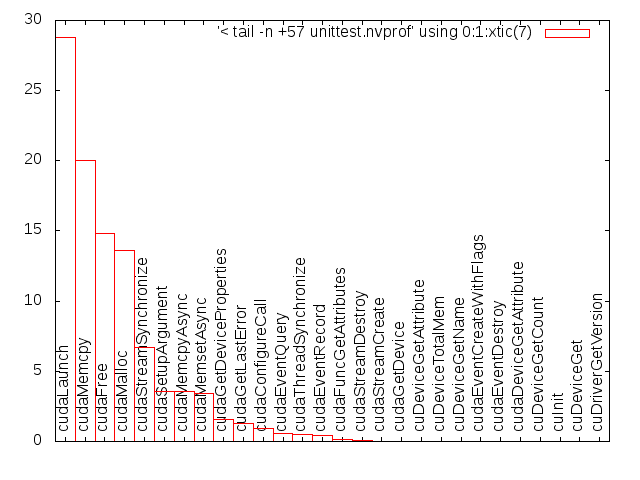 '< tail -n +57 unittest.nvprof' using 0:1:xtic(7)
30
25
20
15
10
5
0
cudaLaunch
cudaMemcpy
cudaFree
cudaMalloc
cudaStreamSynchronize
cudaSetupArgument
cudaMemcpyAsync
cudaMemsetAsync
cudaGetDeviceProperties
cudaGetLastError
cudaConfigureCall
cudaEventQuery
cudaThreadSynchronize
cudaEventRecord
cudaFuncGetAttributes
cudaStreamDestroy
cudaStreamCreate
cudaGetDevice
cuDeviceGetAttribute
cuDeviceTotalMem
cuDeviceGetName
cudaEventCreateWithFlags
cudaEventDestroy
cudaDeviceGetAttribute
cuDeviceGetCount
cuInit
cuDeviceGet
cuDriverGetVersion